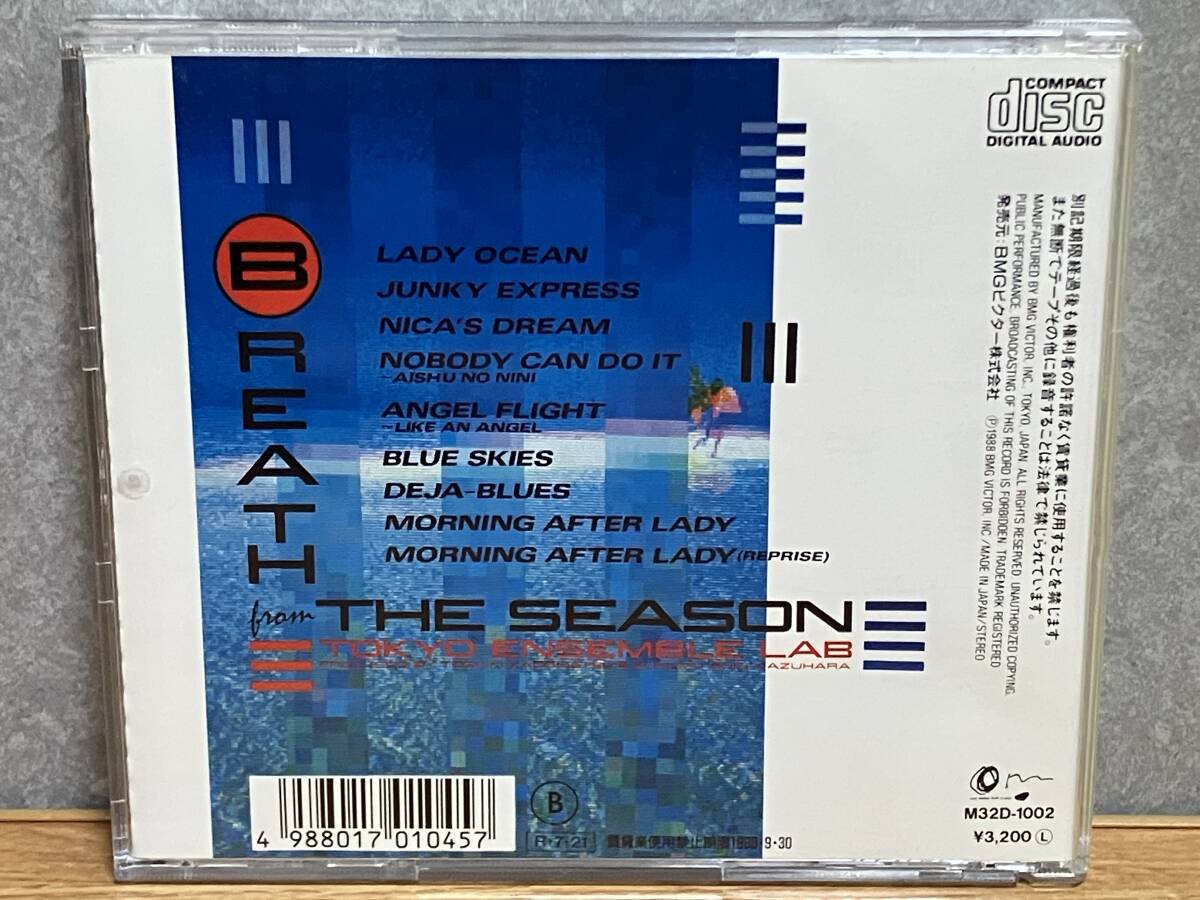 COMPACT
disc
DIGITAL AUDIO
BREATH
LADY OCEAN
JUNKY EXPRESS
NICA'S DREAM
NOBODY CAN DO IT
~AISHU NO NINI
ANGEL FLIGHT
~LIKE AN ANGEL
BLUE SKIES
DEJA-BLUES
MORNING AFTER LADY
MORNING AFTER LADY (REPRISE)
from THE SEASON
TOKYO ENSEMBLE LAB
AZUHARA
別記期限経過後も権利者の許諾なく賃貸業に使用することを禁じます。
また無断でテープその他に録音することは法律で禁じられています。
MANUFACTURED BY BMG VICTOR, INC., TOKYO, JAPAN. ALL RIGHTS RESERVED. UNAUTHORIZED COPYING,
PUBLIC PERFORMANCE, BROADCASTING OF THIS RECORD IS FORBIDDEN. TRADEMARK REGISTERED
発売元:BMGビクター株式会社 Ⓟ1988 BMG VICTOR, INC./MADE IN JAPAN/STEREO
4 988017 010457
B
R・7・21
M32D-1002
¥3,200 Ⓛ